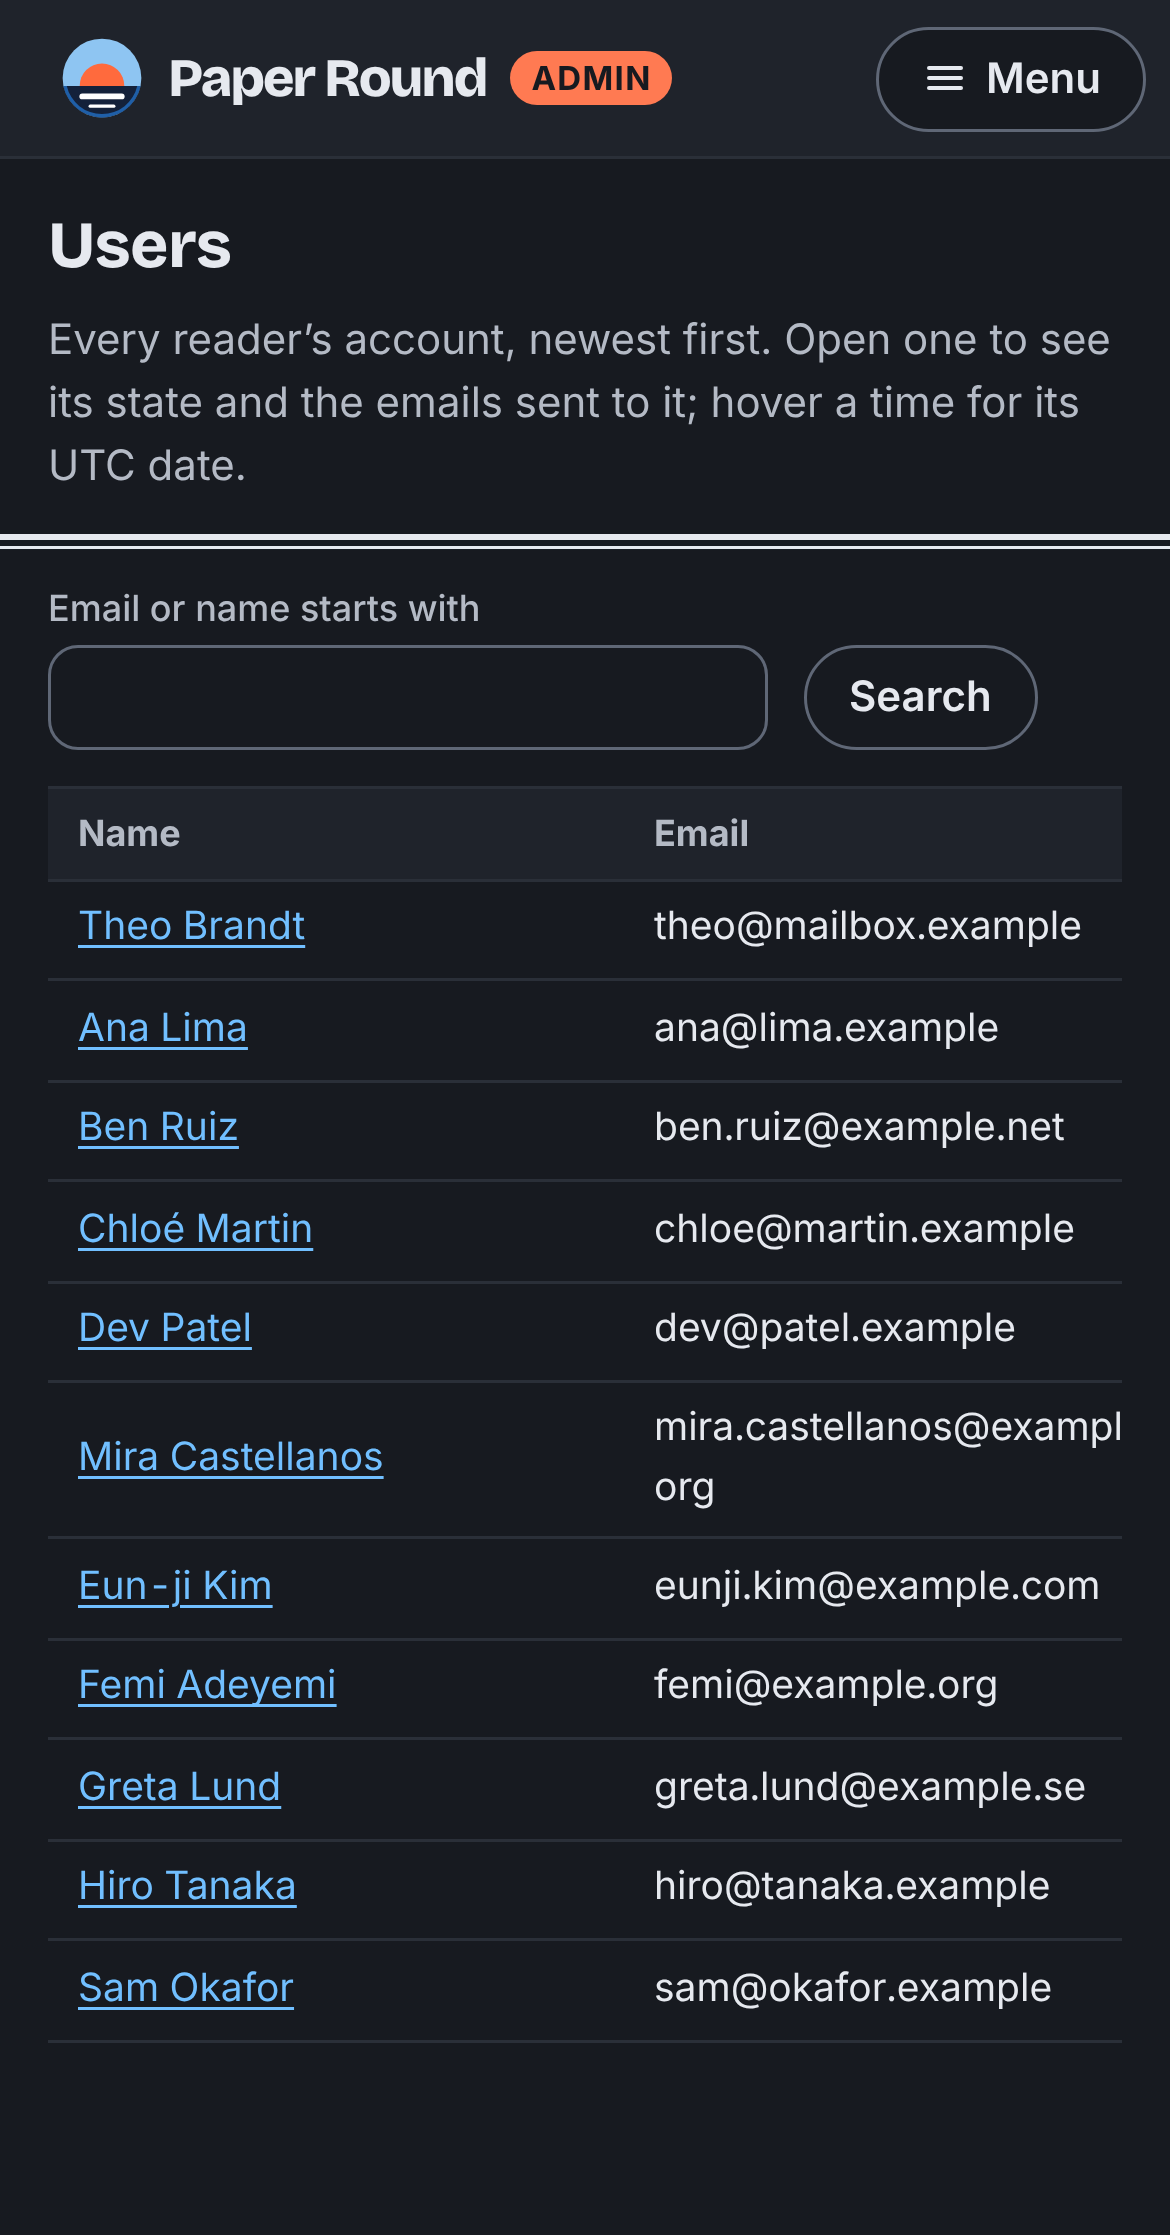 Paper Round ADMIN
Menu
Users
Every reader’s account, newest first. Open one to see
its state and the emails sent to it; hover a time for its
UTC date.
Email or name starts with
Search
Name Email
Theo Brandt theo@mailbox.example
Ana Lima ana@lima.example
Ben Ruiz ben.ruiz@example.net
Chloé Martin chloe@martin.example
Dev Patel dev@patel.example
Mira Castellanos mira.castellanos@exampl
org
Eun-ji Kim eunji.kim@example.com
Femi Adeyemi femi@example.org
Greta Lund greta.lund@example.se
Hiro Tanaka hiro@tanaka.example
Sam Okafor sam@okafor.example